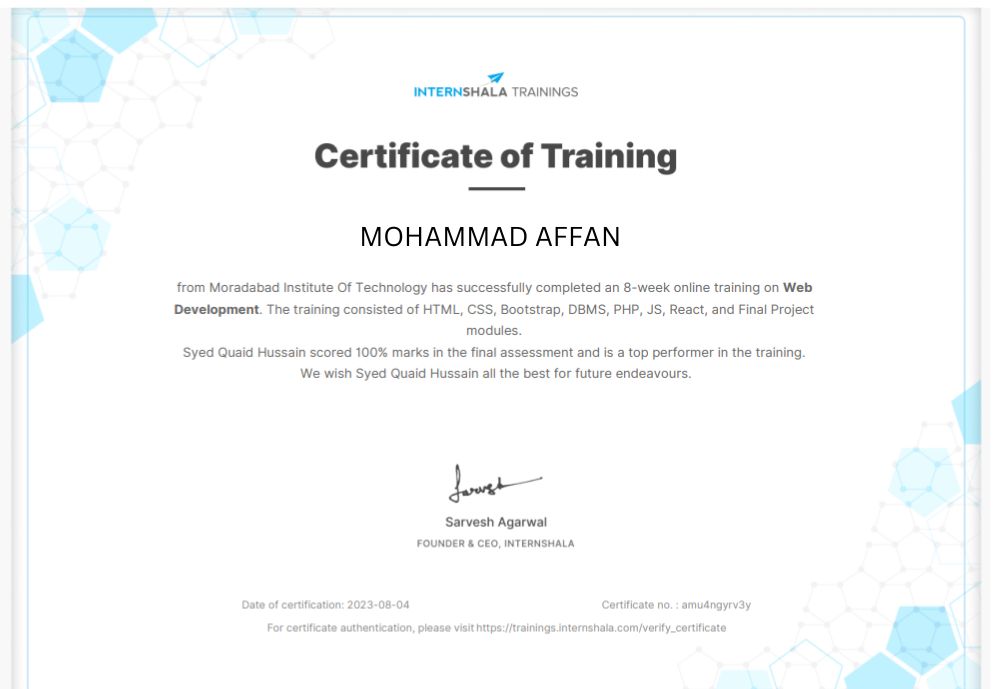 INTERNSHALA TRAININGS
Certificate of Training
MOHAMMAD AFFAN
from Moradabad Institute Of Technology has successfully completed an 8-week online training on Web
Development. The training consisted of HTML, CSS, Bootstrap, DBMS, PHP, JS, React, and Final Project
modules.
Syed Quaid Hussain scored 100% marks in the final assessment and is a top performer in the training.
We wish Syed Quaid Hussain all the best for future endeavours.
Sarvesh
Sarvesh Agarwal
FOUNDER & CEO, INTERNSHALA
Date of certification: 2023-08-04 Certificate no. : amu4ngyrv3y
For certificate authentication, please visit https://trainings.internshala.com/verify_certificate